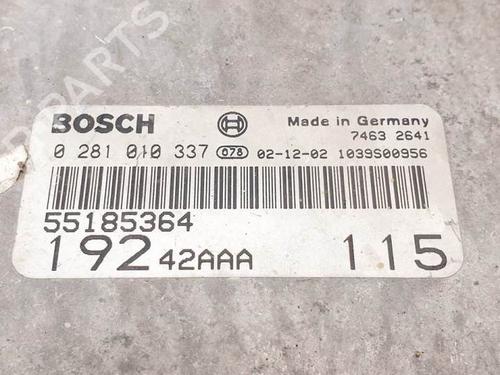 PARTS
BOSCH Made in Germany
7463 2641
0 281 010 337 078 02-12-02 1039S00956
55185364
192 42AAA 115